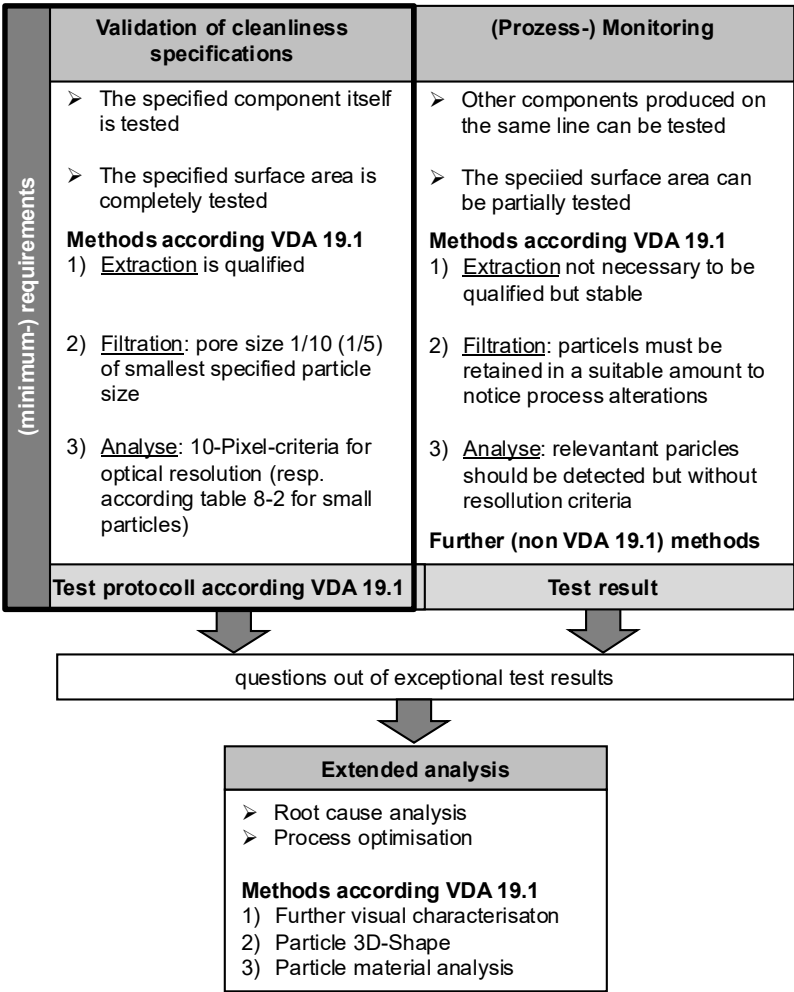 (minimum-) requirements
Validation of cleanliness
specifications
➢ The specified component itself
is tested
➢ The specified surface area is
completely tested
Methods according VDA 19.1
1) Extraction is qualified
2) Filtration: pore size 1/10 (1/5)
of smallest specified particle
size
3) Analyse: 10-Pixel-criteria for
optical resolution (resp.
according table 8-2 for small
particles)
Test protocoll according VDA 19.1
(Prozess-) Monitoring
➢ Other components produced on
the same line can be tested
➢ The speciied surface area can
be partially tested
Methods according VDA 19.1
1) Extraction not necessary to be
qualified but stable
2) Filtration: particels must be
retained in a suitable amount to
notice process alterations
3) Analyse: relevantant paricles
should be detected but without
resollution criteria
Further (non VDA 19.1) methods
Test result
questions out of exceptional test results
Extended analysis
➢ Root cause analysis
➢ Process optimisation
Methods according VDA 19.1
1) Further visual characterisaton
2) Particle 3D-Shape
3) Particle material analysis